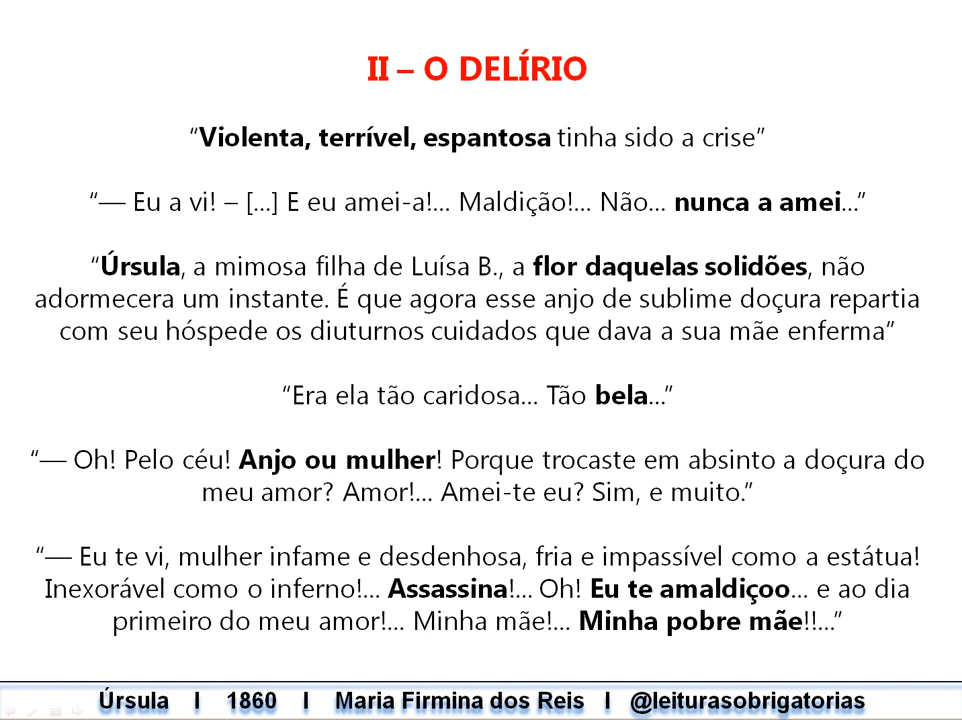 II – O DELÍRIO
“Violenta, terrível, espantosa tinha sido a crise”
“— Eu a vi! – [...] E eu amei-a!... Maldição!... Não... nunca a amei...”
“Úrsula, a mimosa filha de Luísa B., a flor daquelas solidões, não
adormecera um instante. É que agora esse anjo de sublime doçura repartia
com seu hóspede os diuturnos cuidados que dava a sua mãe enferma”
“Era ela tão caridosa... Tão bela...”
“— Oh! Pelo céu! Anjo ou mulher! Porque trocaste em absinto a doçura do
meu amor? Amor!... Amei-te eu? Sim, e muito.”
“— Eu te vi, mulher infame e desdenhosa, fria e impassível como a estátua!
Inexorável como o inferno!... Assassina!... Oh! Eu te amaldiçoo... e ao dia
primeiro do meu amor!... Minha mãe!... Minha pobre mãe!!...”
Úrsula I 1860 I Maria Firmina dos Reis I @leiturasobrigatorias